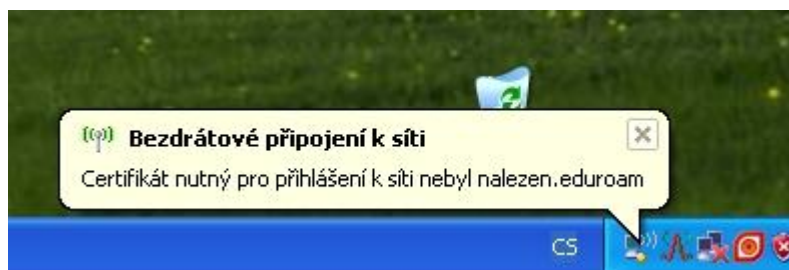 Bezdrátové připojení k síti
Certifikát nutný pro přihlášení k síti nebyl nalezen.eduroam
CS